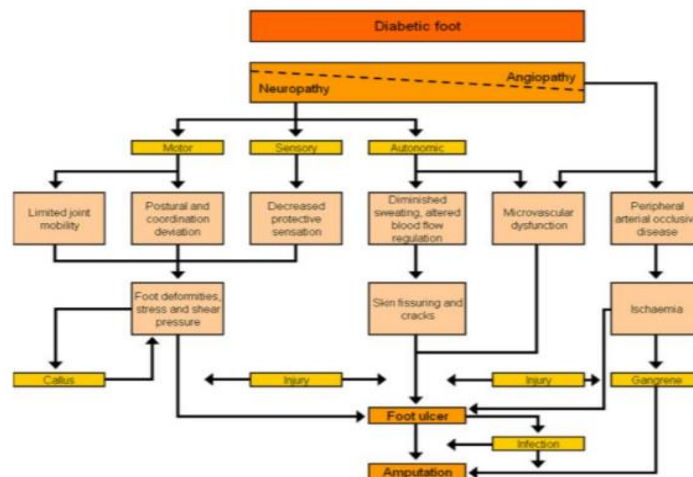 Diabetic foot
Angiopathy
Neuropathy
Motor
Sensory
Autonomic
Limited joint
mobility
Postural and
coordination
deviation
Decreased
protective
sensation
Diminished
sweating, altered
blood flow
regulation
Microvascular
dysfunction
Peripheral
arterial occlusive
disease
Foot deformities,
stress and shear
pressure
Skin fissuring and
cracks
Ischaemia
Callus
Injury
Injury
Gangrene
Foot ulcer
Infection
Amputation